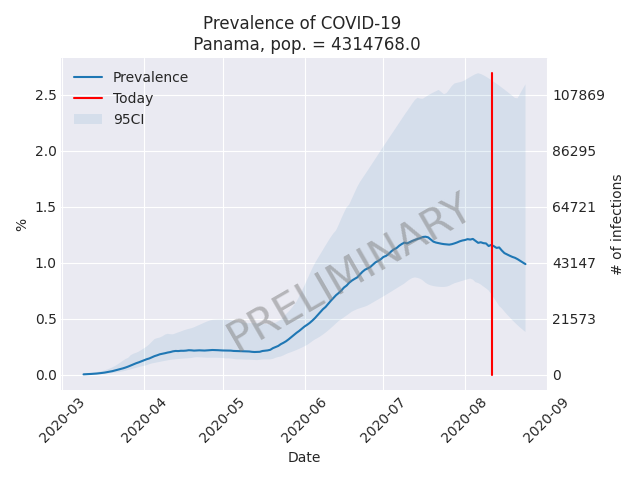 Prevalence of COVID-19
Panama, pop. = 4314768.0
Prevalence
Today
95CI
PRELIMINARY
%
2.5
2.0
1.5
1.0
0.5
0.0
107869
86295
64721
43147
21573
0
# of infections
2020-03
2020-04
2020-05
2020-06
2020-07
2020-08
2020-09
Date